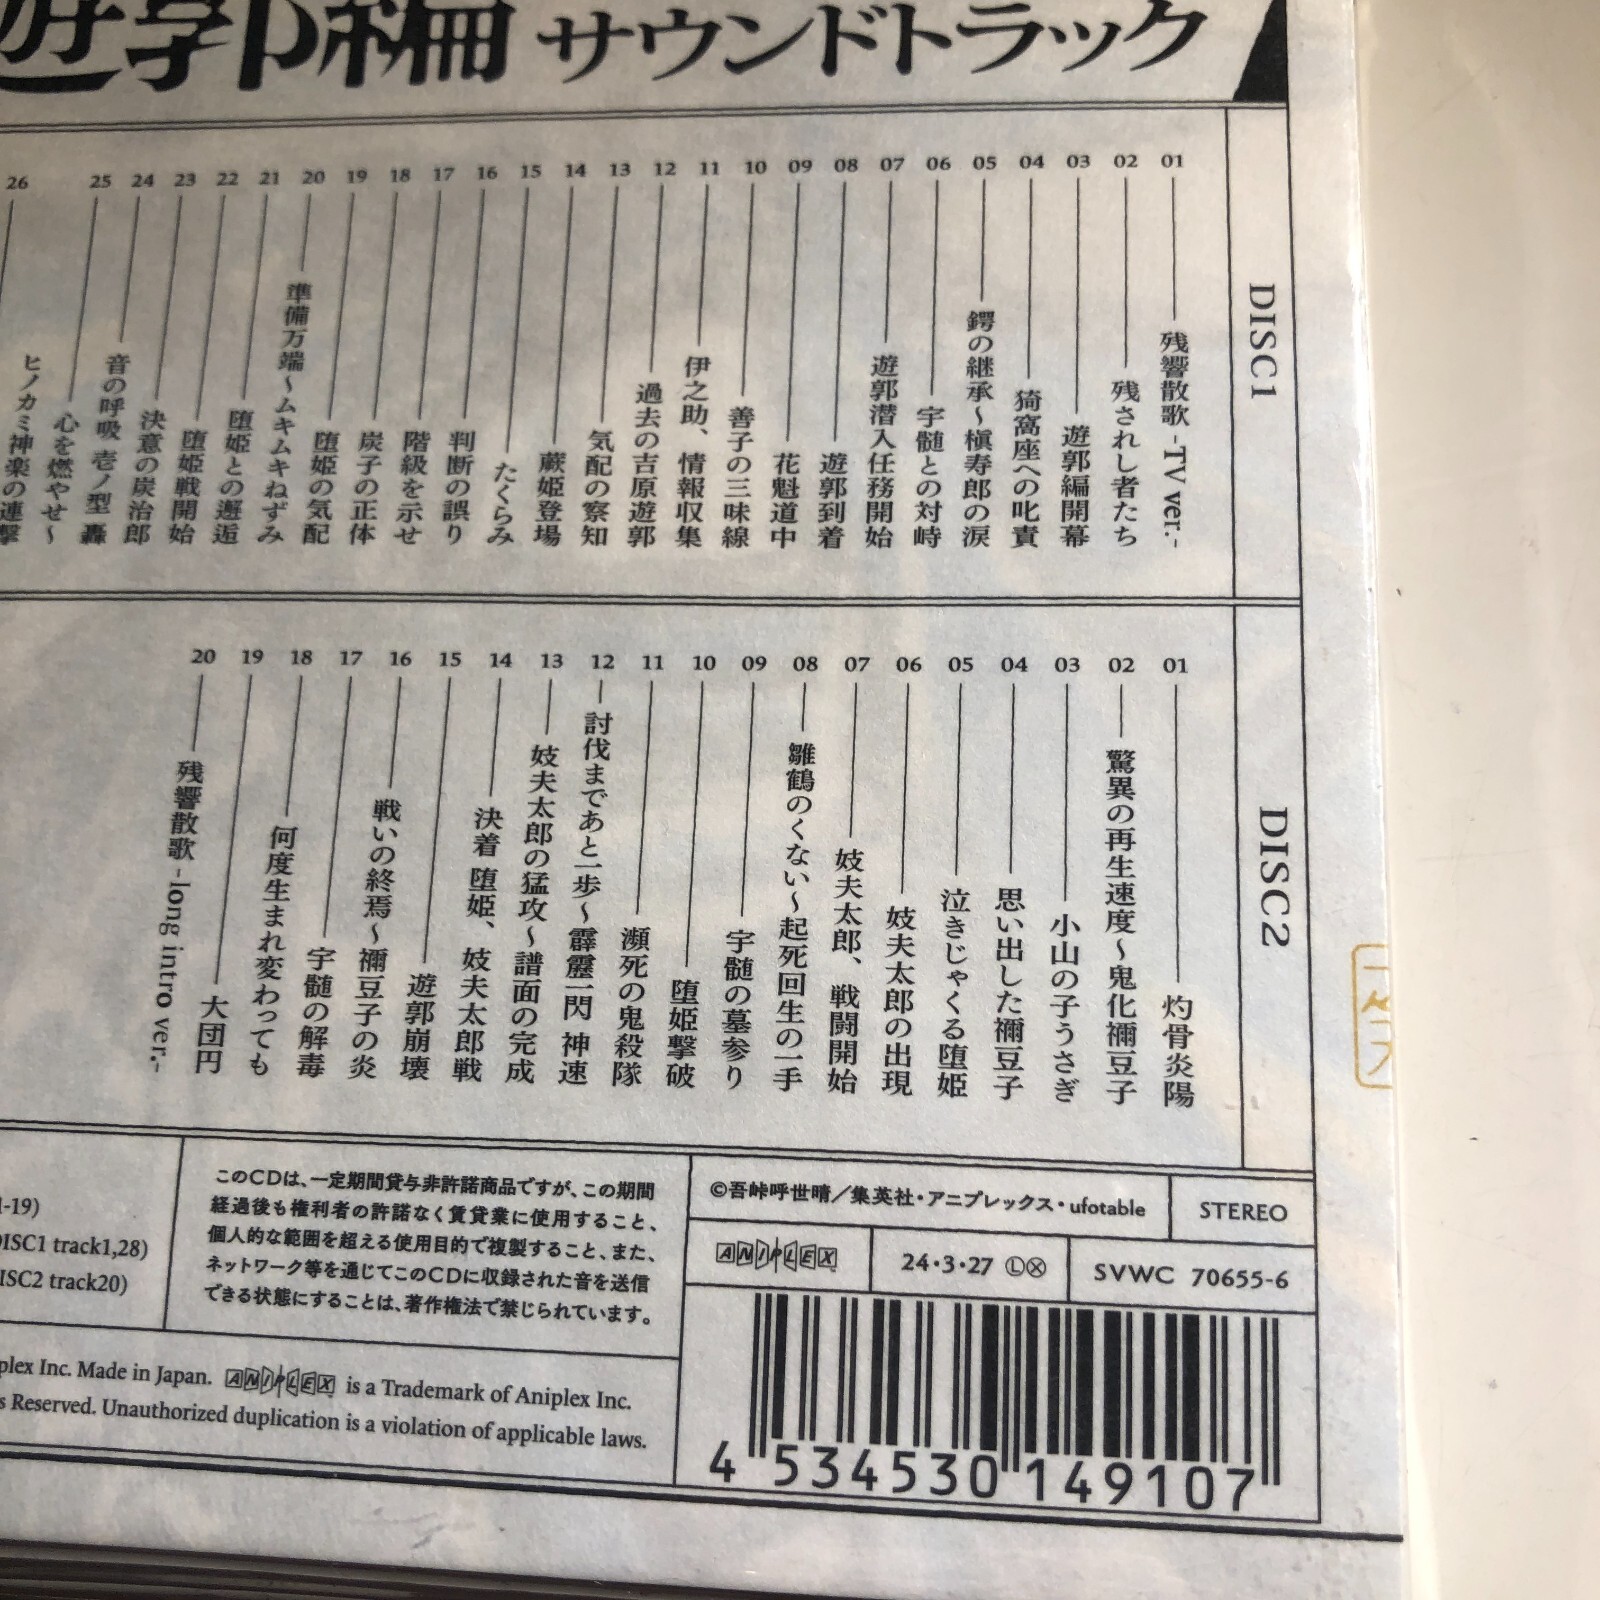 遊郭編 サウンドトラック
DISC1
01 残響散歌 -TV ver.-
02 残されし者たち
03 遊郭編開幕
04 猗窩座への叱責
05 鍔の継承～槇寿郎の涙
06 宇髄との対峙
07 遊郭潜入任務開始
08 遊郭到着
09 花魁道中
10 善子の三味線
11 伊之助、情報収集
12 過去の吉原遊郭
13 気配の察知
14 蕨姫登場
15 たくらみ
16 判断の誤り
17 階級を示せ
18 炭子の正体
19 堕姫の気配
20 準備万端～ムキムキねずみ
21 堕姫との邂逅
22 堕姫戦開始
23 決意の炭治郎
24 音の呼吸 壱ノ型 轟
25 心を燃やせ～
ヒノカミ神楽の連撃
26
DISC2
01 灼骨炎陽
02 驚異の再生速度～鬼化禰豆子
03 小山の子うさぎ
04 思い出した禰豆子
05 泣きじゃくる堕姫
06 妓夫太郎の出現
07 妓夫太郎、戦闘開始
08 雛鶴のくない～起死回生の一手
09 宇髄の墓参り
10 堕姫撃破
11 瀕死の鬼殺隊
12 討伐まであと一歩～霹靂一閃 神速
13 妓夫太郎の猛攻～譜面の完成
14 決着 堕姫、妓夫太郎戦
15 遊郭崩壊
16 戦いの終焉～禰豆子の炎
17 宇髄の解毒
18 何度生まれ変わっても
19 大団円
20 残響散歌 -long intro ver.-
1-19)
DISC1 track1,28)
ISC2 track20)
このCDは、一定期間貸与非許諾商品ですが、この期間
経過後も権利者の許諾なく賃貸業に使用すること、
個人的な範囲を超える使用目的で複製すること、また、
ネットワーク等を通じてこのCDに収録された音を送信
できる状態にすることは、著作権法で禁じられています。
©吾峠呼世晴／集英社・アニプレックス・ufotable
STEREO
ANIPLEX
24・3・27 Ⓛⓧ
SVWC 70655-6
plex Inc. Made in Japan. ANIPLEX is a Trademark of Aniplex Inc.
s Reserved. Unauthorized duplication is a violation of applicable laws.
4 534530 149107